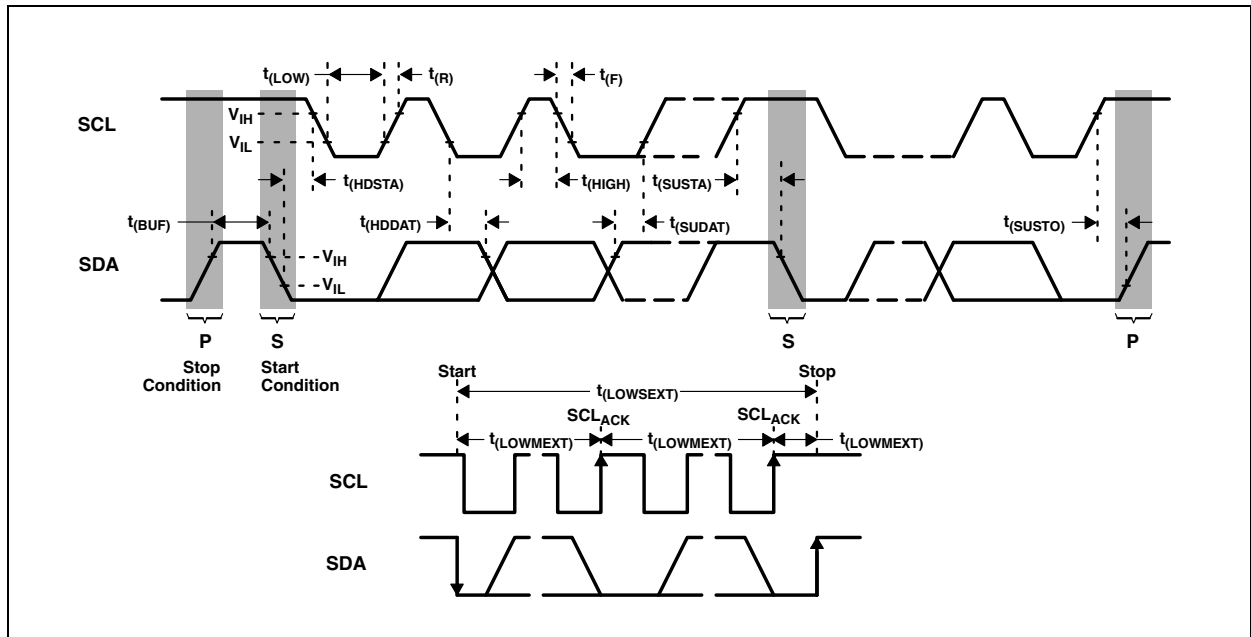 t(LOW)
t(R)
t(F)
SCL
VIH
VIL
t(HDSTA)
t(HIGH)
t(SUSTA)
t(BUF)
t(HDDAT)
t(SUDAT)
t(SUSTO)
SDA
VIH
VIL
P
S
S
P
Stop
Condition
Start
Condition
Start
Stop
t(LOWSEXT)
SCLACK
SCLACK
t(LOWMEXT)
t(LOWMEXT)
t(LOWMEXT)
SCL
SDA